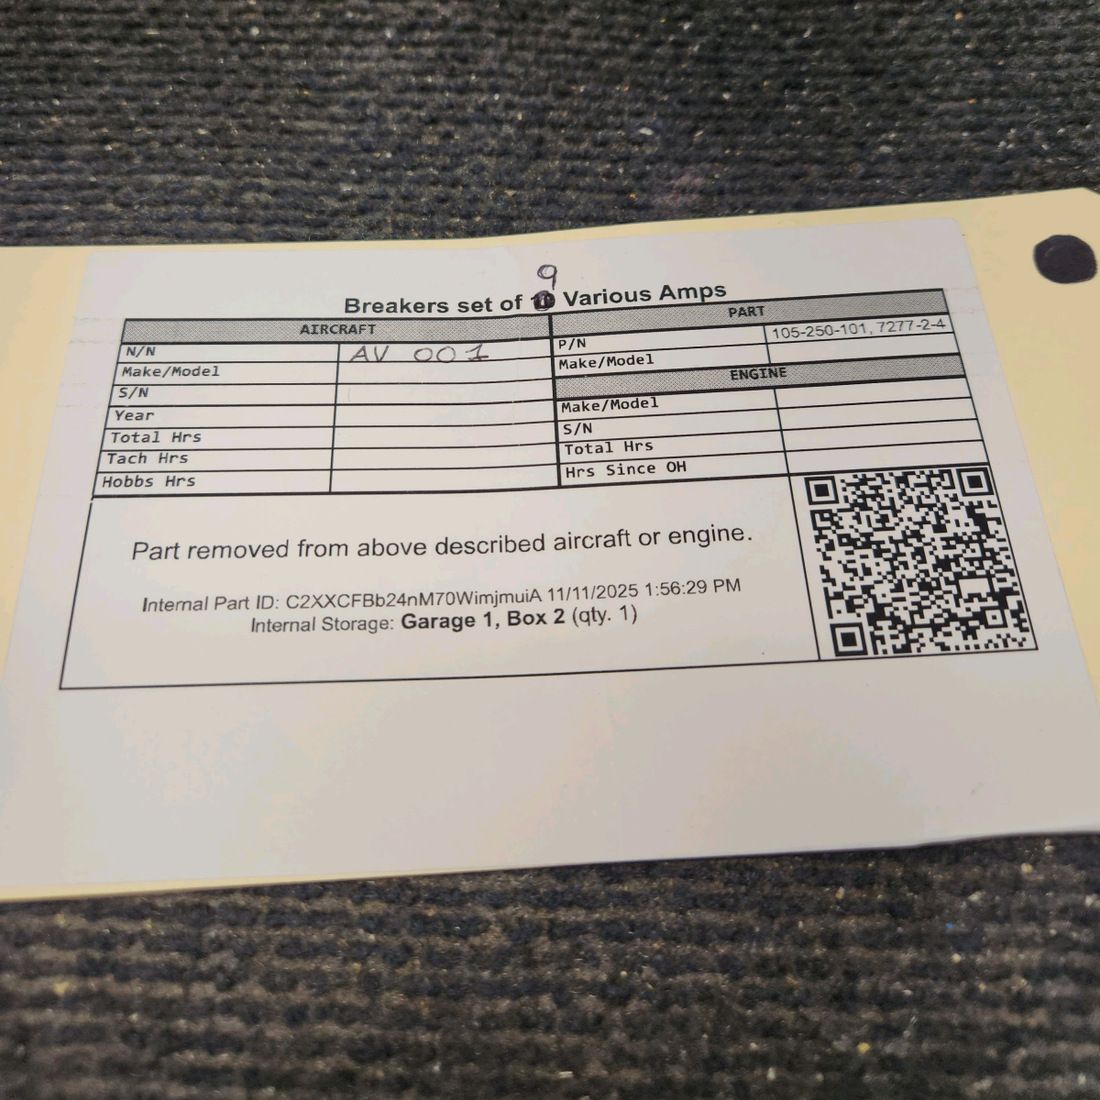 9
Breakers set of 10 Various Amps
AIRCRAFT
N/N AV 001
Make/Model
S/N
Year
Total Hrs
Tach Hrs
Hobbs Hrs
PART
P/N 105-250-101, 7277-2-4
Make/Model
ENGINE
Make/Model
S/N
Total Hrs
Hrs Since OH
Part removed from above described aircraft or engine.
Internal Part ID: C2XXCFBb24nM70WimjmuiA 11/11/2025 1:56:29 PM
Internal Storage: Garage 1, Box 2 (qty. 1)